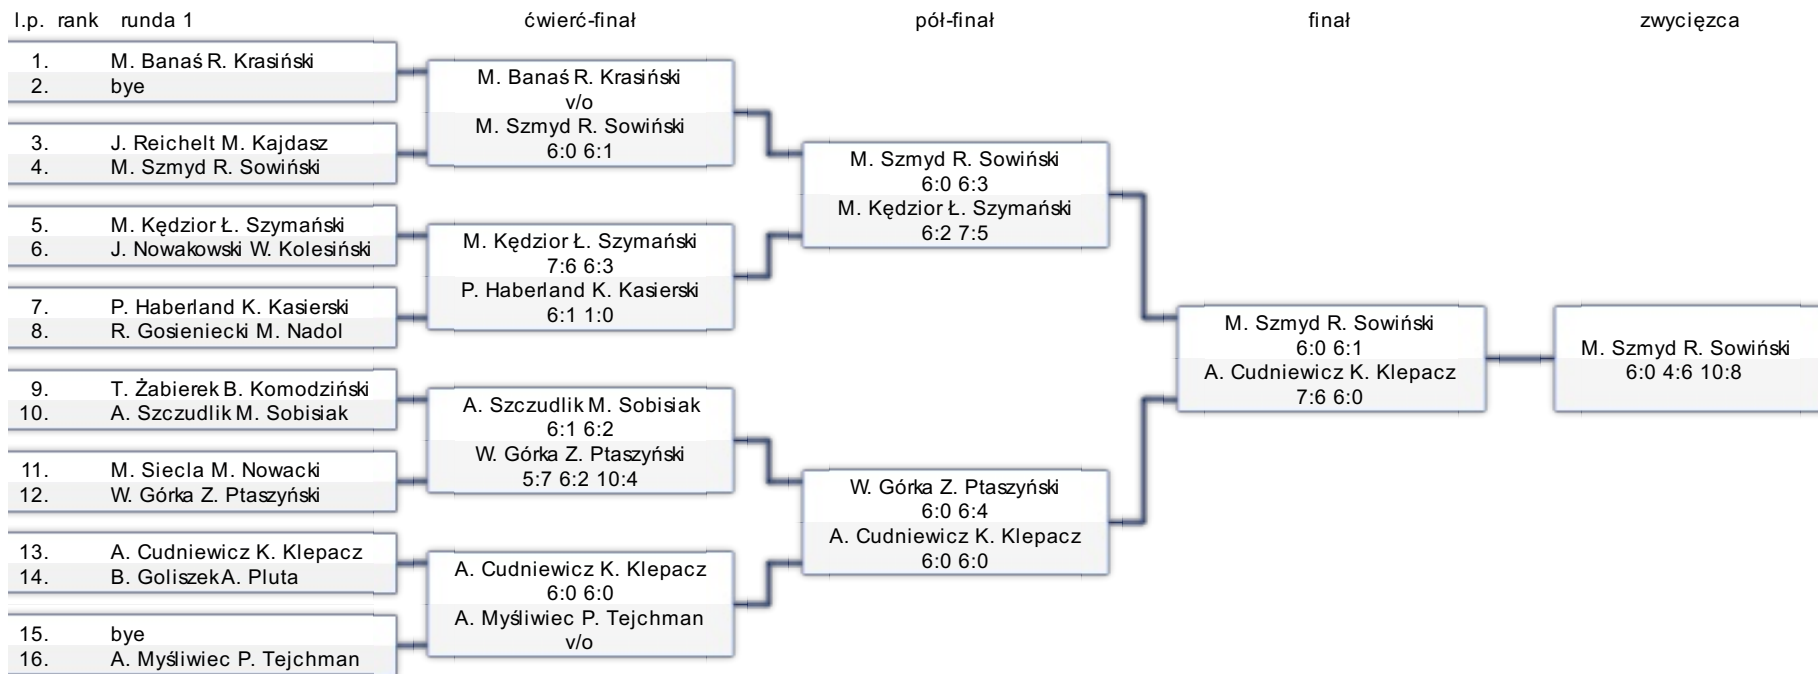 l.p. rank runda 1 ćwierć-finał pół-finał finał zwycięzca
1. M. Banaś R. Krasiński
2. bye
3. J. Reichelt M. Kajdasz
4. M. Szmyd R. Sowiński
5. M. Kędzior Ł. Szymański
6. J. Nowakowski W. Kolesiński
7. P. Haberland K. Kasierski
8. R. Gosieniecki M. Nadol
9. T. Żabierek B. Komodziński
10. A. Szczudlik M. Sobisiak
11. M. Siecla M. Nowacki
12. W. Górka Z. Ptaszyński
13. A. Cudniewicz K. Klepacz
14. B. Goliszek A. Pluta
15. bye
16. A. Myśliwiec P. Tejchman
M. Banaś R. Krasiński
v/o
M. Szmyd R. Sowiński
6:0 6:1
M. Kędzior Ł. Szymański
7:6 6:3
P. Haberland K. Kasierski
6:1 1:0
A. Szczudlik M. Sobisiak
6:1 6:2
W. Górka Z. Ptaszyński
5:7 6:2 10:4
A. Cudniewicz K. Klepacz
6:0 6:0
A. Myśliwiec P. Tejchman
v/o
M. Szmyd R. Sowiński
6:0 6:3
M. Kędzior Ł. Szymański
6:2 7:5
W. Górka Z. Ptaszyński
6:0 6:4
A. Cudniewicz K. Klepacz
6:0 6:0
M. Szmyd R. Sowiński
6:0 6:1
A. Cudniewicz K. Klepacz
7:6 6:0
M. Szmyd R. Sowiński
6:0 4:6 10:8